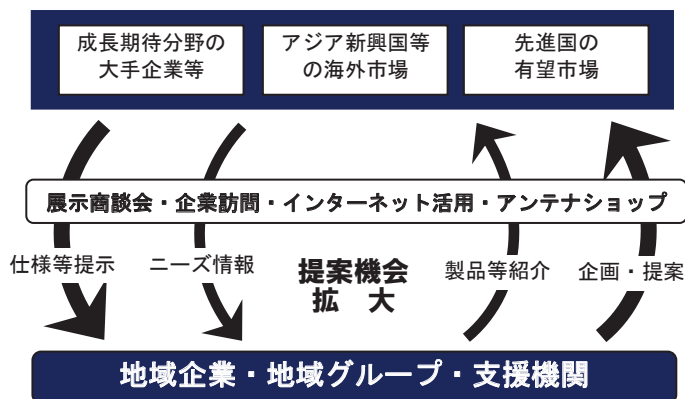 成長期待分野の
大手企業等
アジア新興国等
の海外市場
先進国の
有望市場
展示商談会・企業訪問・インターネット活用・アンテナショップ
仕様等提示
ニーズ情報
提案機会
拡　大
製品等紹介
企画・提案
地域企業・地域グループ・支援機関